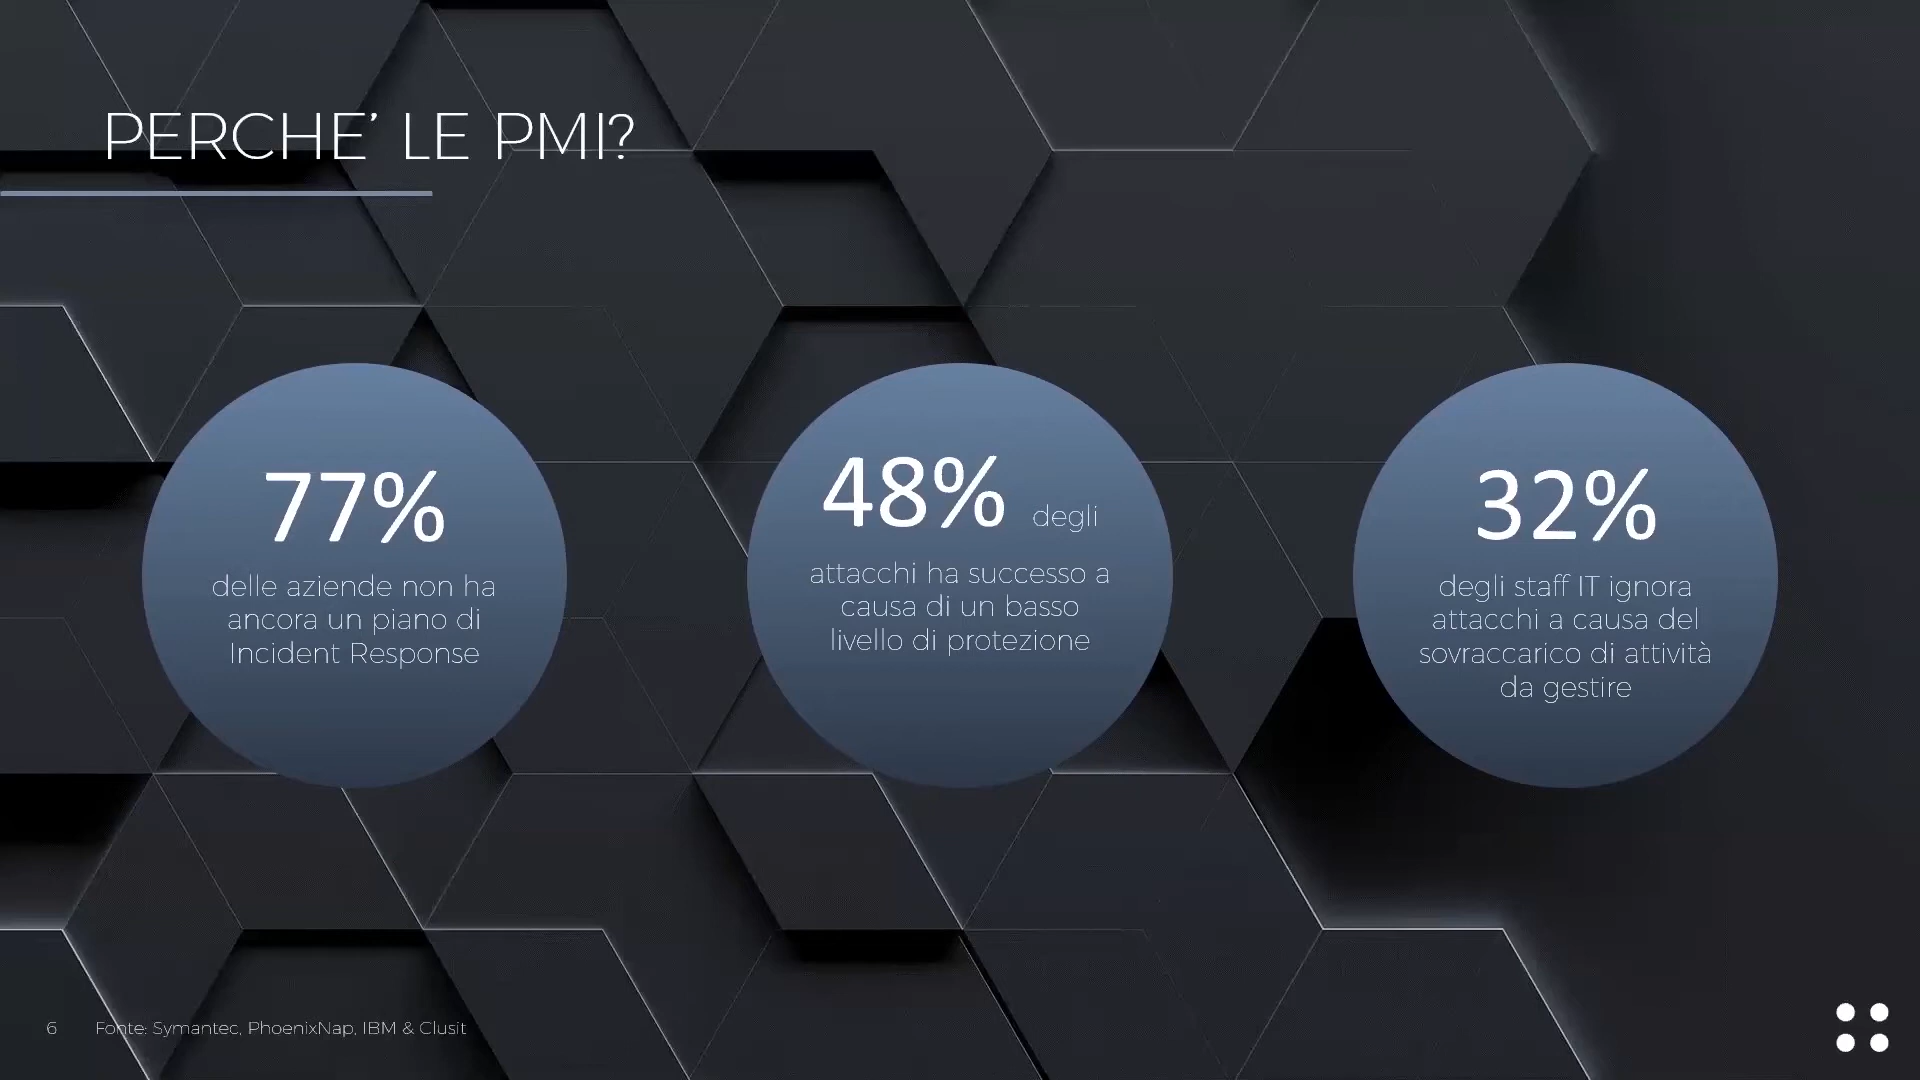 PERCHE’ LE PMI?
77%
delle aziende non ha
ancora un piano di
Incident Response
48% degli
attacchi ha successo a
causa di un basso
livello di protezione
32%
degli staff IT ignora
attacchi a causa del
sovraccarico di attività
da gestire
6 Fonte: Symantec, PhoenixNap, IBM & Clusit